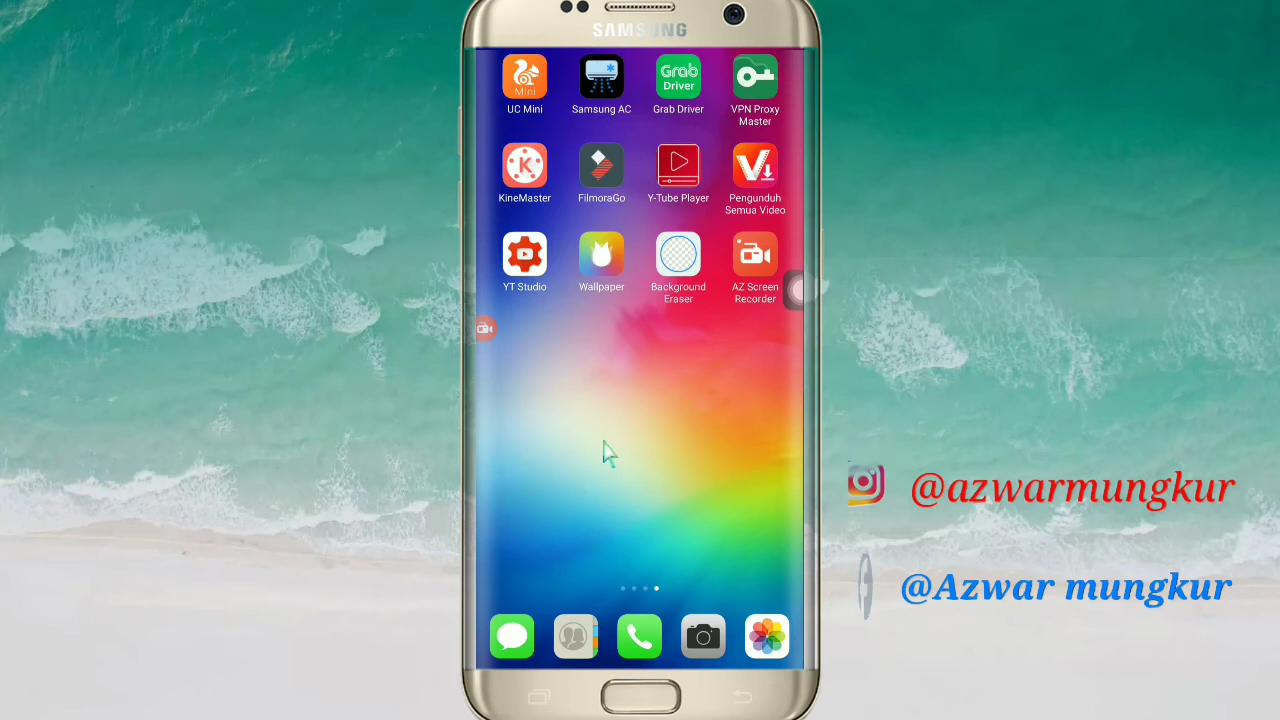 SAMSUNG
Mini
UC Mini
Samsung AC
Grab
Driver
Grab Driver
VPN Proxy
Master
K
KineMaster
FilmoraGo
Y-Tube Player
V
Pengunduh
Semua Video
YT Studio
Wallpaper
Background
Eraser
AZ Screen
Recorder
@azwarmungkur
@Azwar mungkur